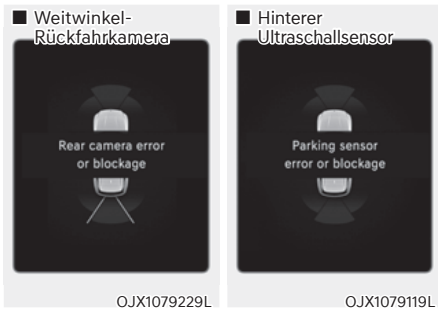 ■ Weitwinkel-
Rückfahrkamera
Rear camera error
or blockage
OJX1079229L
■ Hinterer
Ultraschallsensor
Parking sensor
error or blockage
OJX1079119L